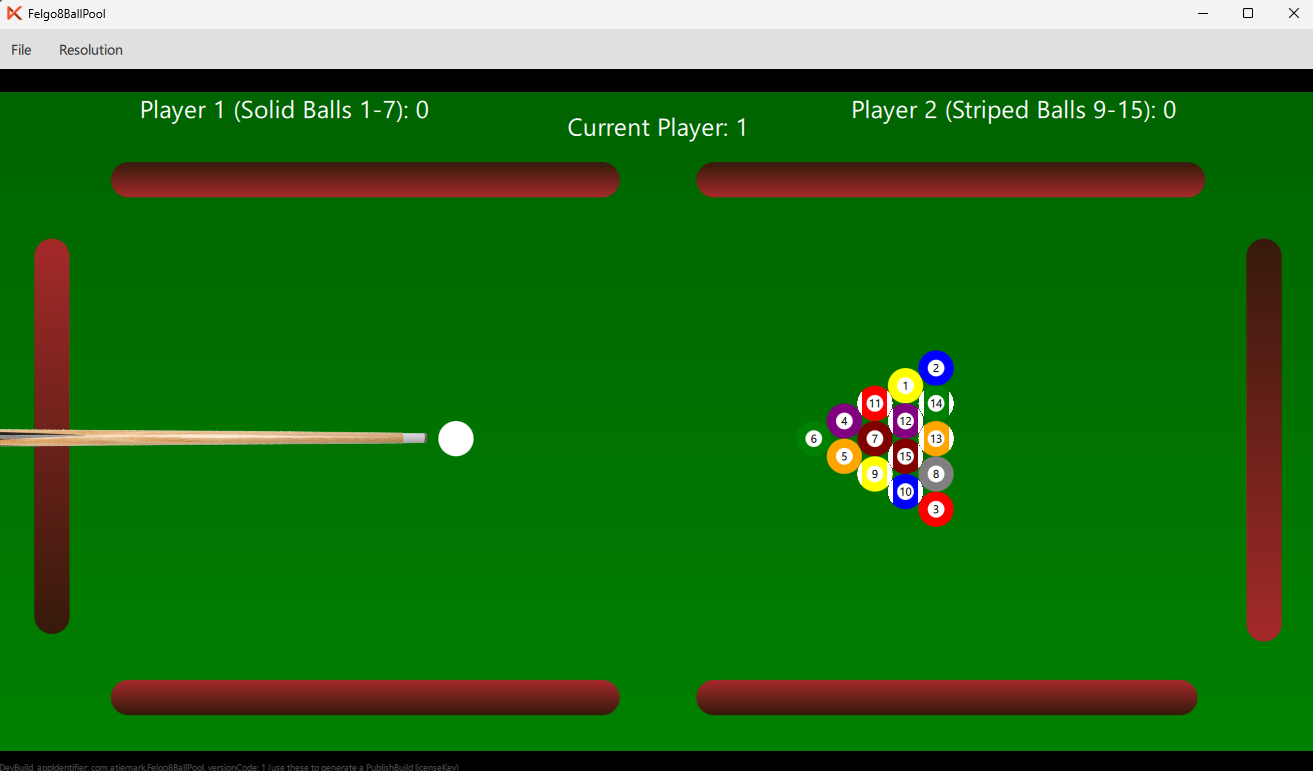 Felgo8BallPool
File Resolution
Player 1 (Solid Balls 1-7): 0
Player 2 (Striped Balls 9-15): 0
Current Player: 1
2
1
11
14
4
12
6
7
13
5
15
9
8
10
3
DevBuild, appIdentifier: com.atiemark.Felgo8BallPool, versionCode: 1 (use these to generate a PublishBuild licenseKey)